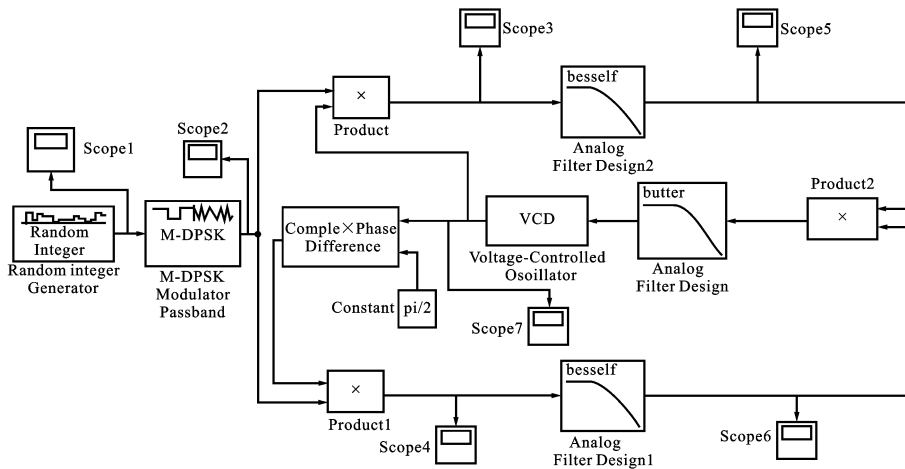 Scope3
Scope5
besself
×
Product
Analog
Filter Design2
Scope2
Scope1
Random
Integer
Random integer
Generator
M-DPSK
M-DPSK
Modulator
Passband
Comple×Phase
Difference
Constant
pi/2
VCD
Voltage-Controlled
Osoillator
butter
Analog
Filter Design
Product2
×
Scope7
×
Product1
Scope4
besself
Analog
Filter Design1
Scope6